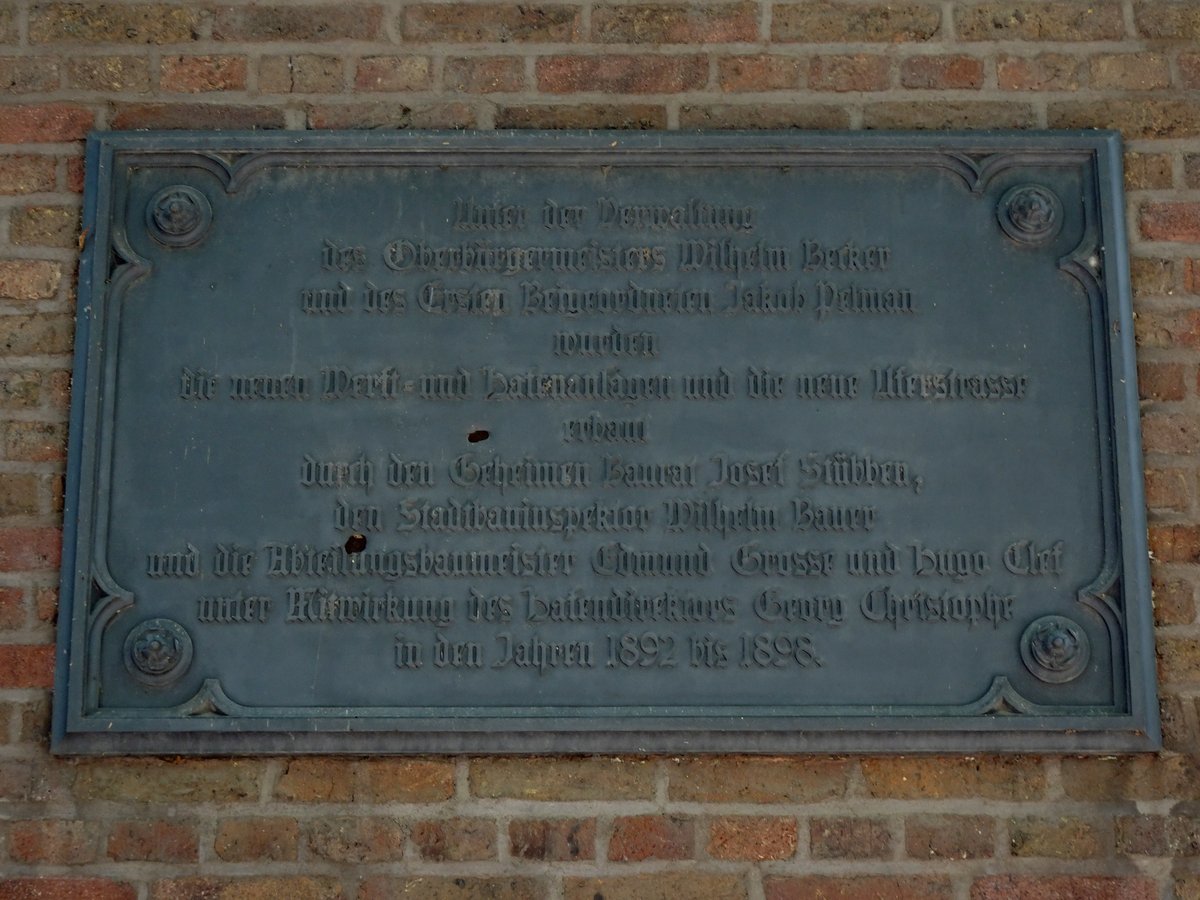 Unter der Verwaltung
des Oberbürgermeisters Wilhelm Becker
und des Ersten Beigeordneten Jakob Pelman
wurden
die neuen Werft-und Hafenanlagen und die neue Uferstrasse
erbaut
durch den Geheimen Baurat Josef Stübben,
den Stadtbauinspektor Wilhelm Bauer
und die Abteilungsbaumeister Edmund Grosse und Hugo Clef
unter Mitwirkung des Hafendirektors Georg Christophe
in den Jahren 1892 bis 1898.